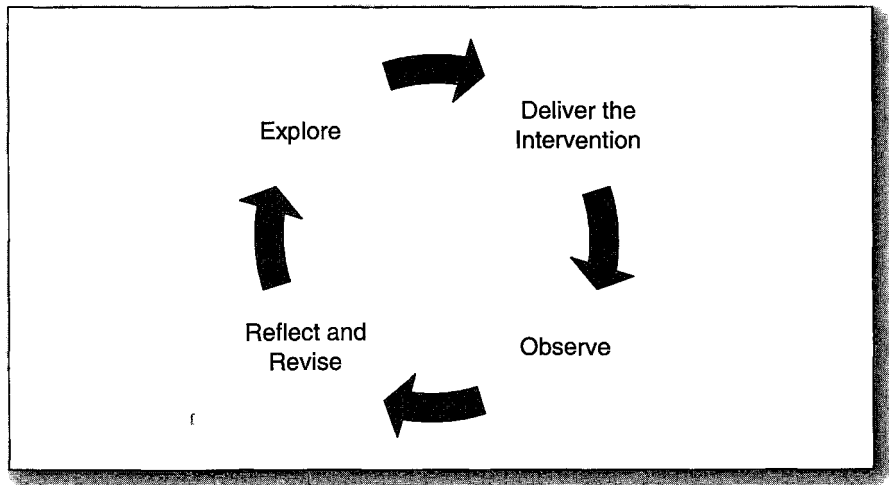 Explore
Deliver the
Intervention
Observe
Reflect and
Revise